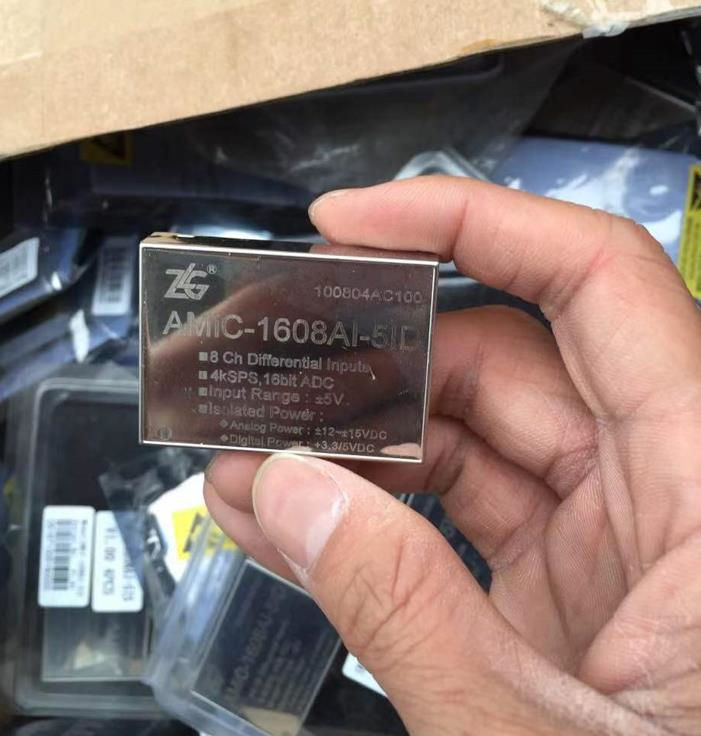 ZLG®
100804AC100
AMIC-1608AI-5ID
■8 Ch Differential Inputs
■4kSPS,16bit ADC
■Input Range : ±5V.
■Isolated Power :
◆Analog Power : ±12~±15VDC
◆Digital Power : +3.3/5VDC